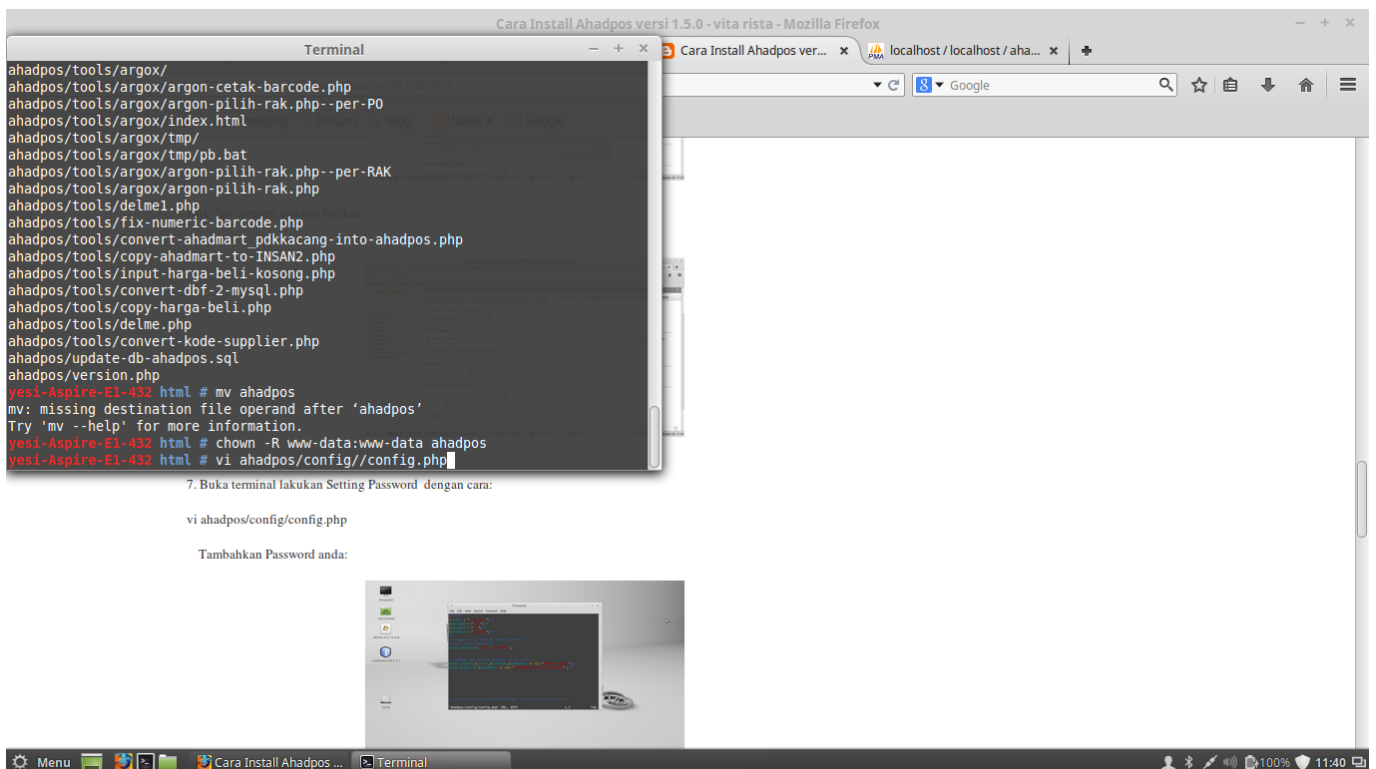 Cara Install Ahadpos versi 1.5.0 - vita rista - Mozilla Firefox
Terminal
Cara Install Ahadpos ver...
localhost / localhost / aha...
Google
ahadpos/tools/argox/
ahadpos/tools/argox/argon-cetak-barcode.php
ahadpos/tools/argox/argon-pilih-rak.php--per-PO
ahadpos/tools/argox/index.html
ahadpos/tools/argox/tmp/
ahadpos/tools/argox/tmp/pb.bat
ahadpos/tools/argox/argon-pilih-rak.php--per-RAK
ahadpos/tools/argox/argon-pilih-rak.php
ahadpos/tools/delme1.php
ahadpos/tools/fix-numeric-barcode.php
ahadpos/tools/convert-ahadmart_pdkkacang-into-ahadpos.php
ahadpos/tools/copy-ahadmart-to-INSAN2.php
ahadpos/tools/input-harga-beli-kosong.php
ahadpos/tools/convert-dbf-2-mysql.php
ahadpos/tools/copy-harga-beli.php
ahadpos/tools/delme.php
ahadpos/tools/convert-kode-supplier.php
ahadpos/update-db-ahadpos.sql
ahadpos/version.php
yesi-Aspire-E1-432 html # mv ahadpos
mv: missing destination file operand after ‘ahadpos’
Try 'mv --help' for more information.
yesi-Aspire-E1-432 html # chown -R www-data:www-data ahadpos
yesi-Aspire-E1-432 html # vi ahadpos/config//config.php
7. Buka terminal lakukan Setting Password dengan cara:
vi ahadpos/config/config.php
Tambahkan Password anda:
Menu
Cara Install Ahadpos ...
Terminal
100%
11:40